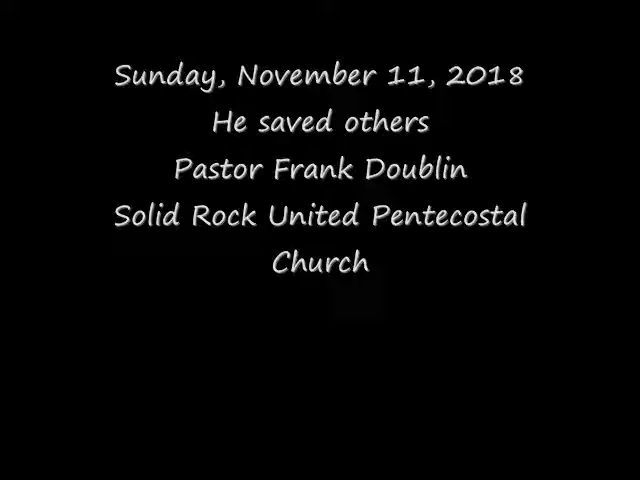 Sunday, November 11, 2018
He saved others
Pastor Frank Doublin
Solid Rock United Pentecostal
Church